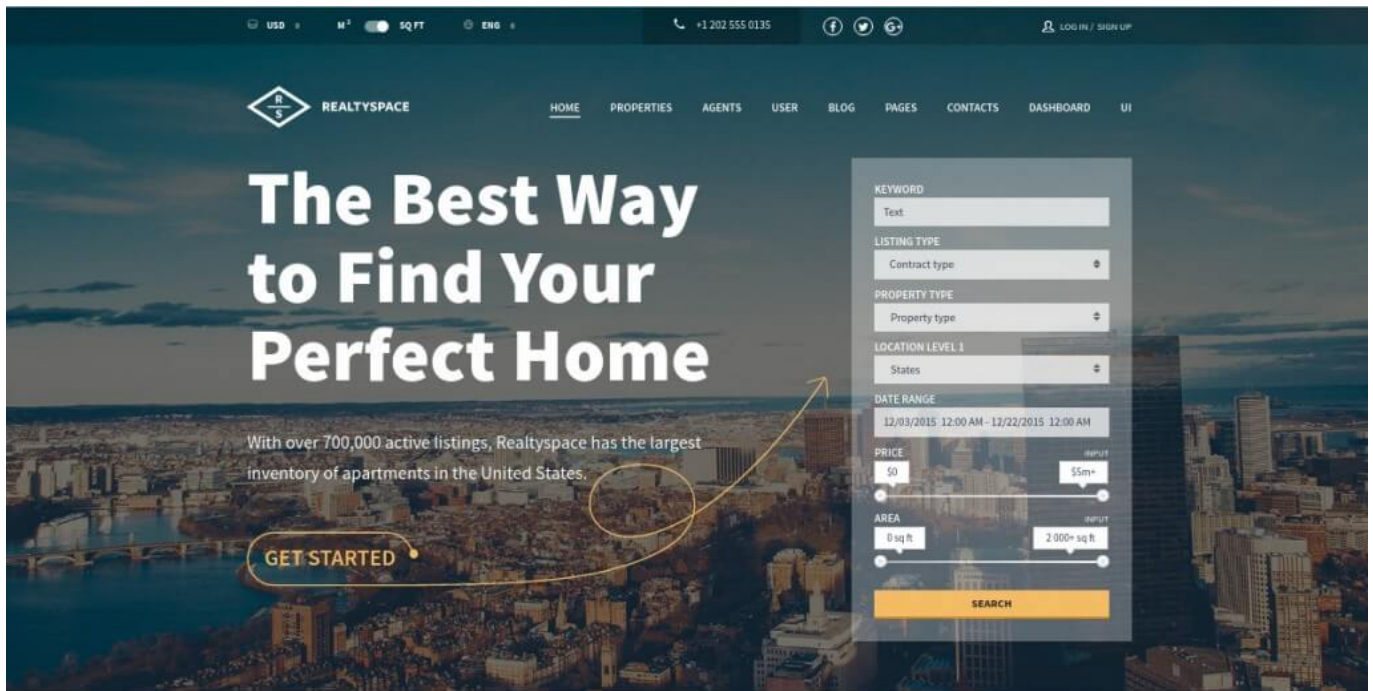 USD
M² SQ FT
ENG
+1 202 555 0135
LOG IN / SIGN UP
R
S
REALTYSPACE
HOME PROPERTIES AGENTS USER BLOG PAGES CONTACTS DASHBOARD UI
The Best Way
to Find Your
Perfect Home
With over 700,000 active listings, Realtyspace has the largest
inventory of apartments in the United States.
GET STARTED
KEYWORD
Text
LISTING TYPE
Contract type
PROPERTY TYPE
Property type
LOCATION LEVEL 1
States
DATE RANGE
12/03/2015 12:00 AM - 12/22/2015 12:00 AM
PRICE INPUT
$0 $5m+
AREA INPUT
0 sq ft 2 000+ sq ft
SEARCH